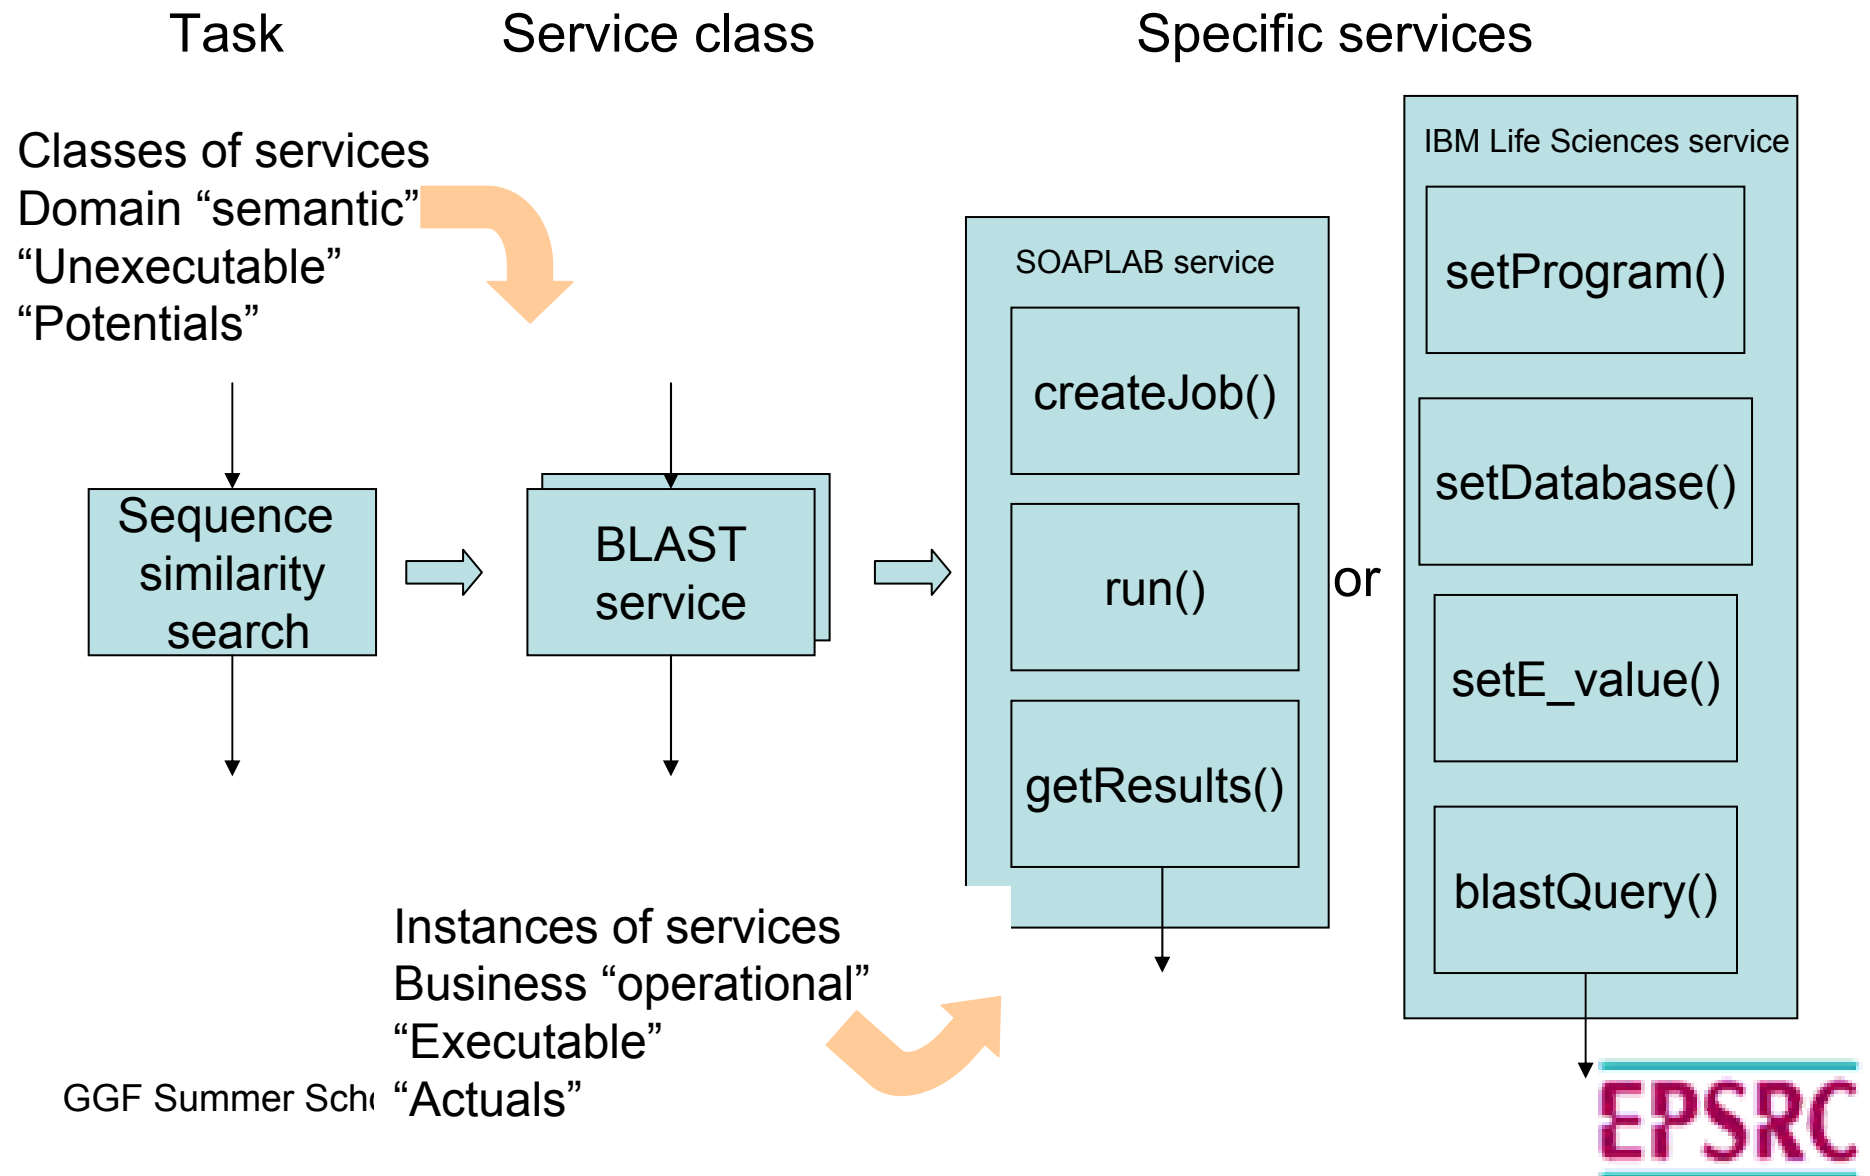 Task
Service class
Specific services
Classes of services
Domain “semantic”
“Unexecutable”
“Potentials”
Sequence
similarity
search
BLAST
service
SOAPLAB service
createJob()
run()
getResults()
or
IBM Life Sciences service
setProgram()
setDatabase()
setE_value()
blastQuery()
Instances of services
Business “operational”
“Executable”
“Actuals”
GGF Summer
EPSRC